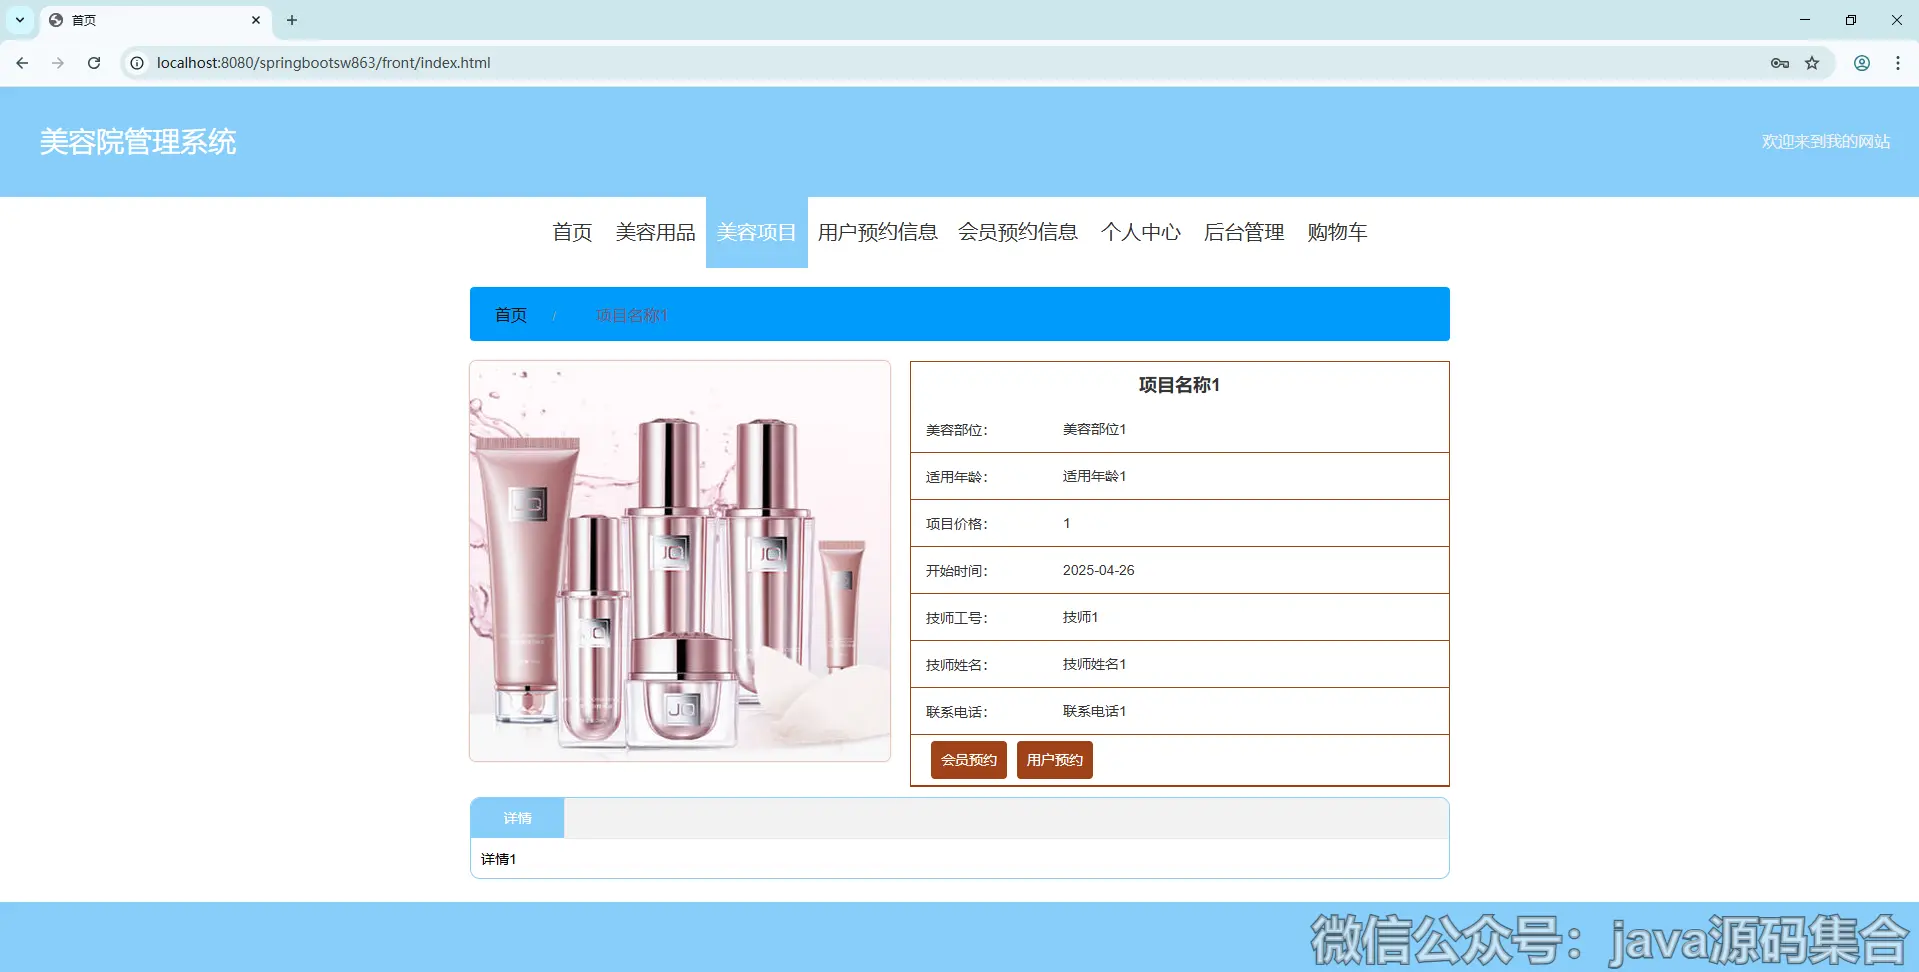 首页
localhost:8080/springbootsw863/front/index.html
美容院管理系统
欢迎来到我的网站
首页 美容用品 美容项目 用户预约信息 会员预约信息 个人中心 后台管理 购物车
首页 / 项目名称1
项目名称1
美容部位： 美容部位1
适用年龄： 适用年龄1
项目价格： 1
开始时间： 2025-04-26
技师工号： 技师1
技师姓名： 技师姓名1
联系电话： 联系电话1
会员预约 用户预约
JQ
JQ
JQ
JQ
JQ
详情
详情1
微信公众号：java源码集合